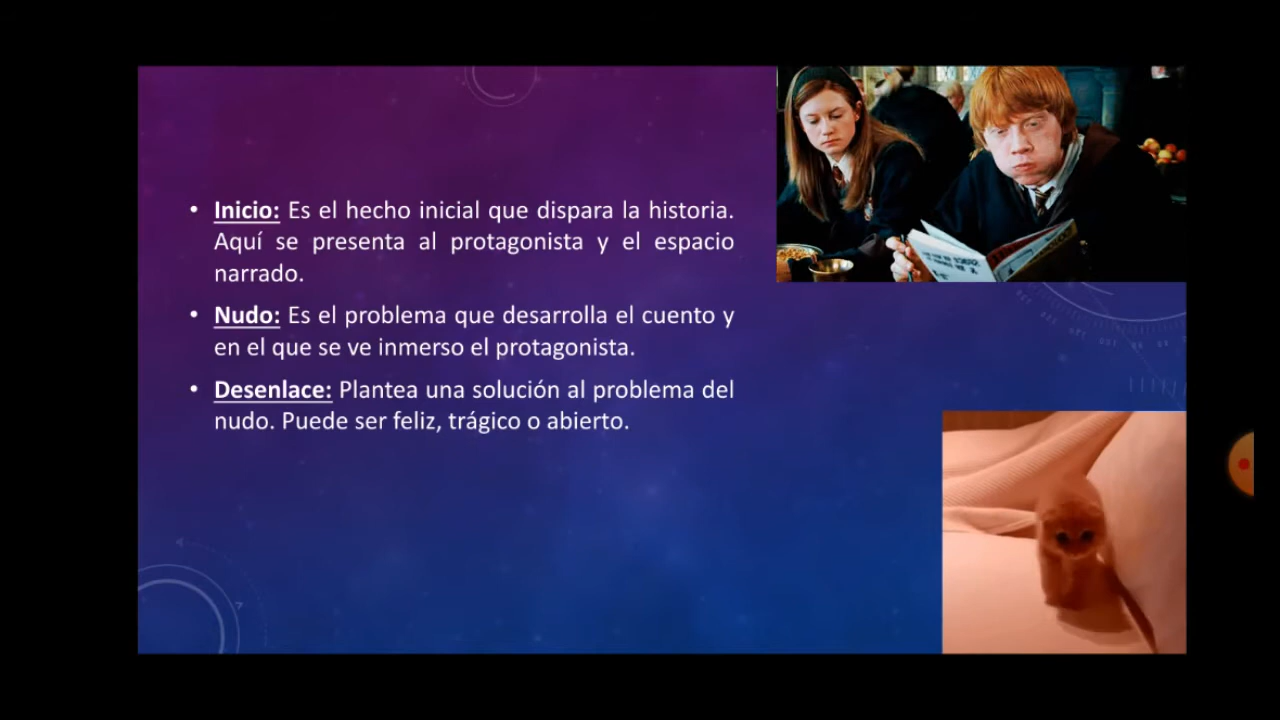 • Inicio: Es el hecho inicial que dispara la historia.
Aquí se presenta al protagonista y el espacio
narrado.
• Nudo: Es el problema que desarrolla el cuento y
en el que se ve inmerso el protagonista.
• Desenlace: Plantea una solución al problema del
nudo. Puede ser feliz, trágico o abierto.